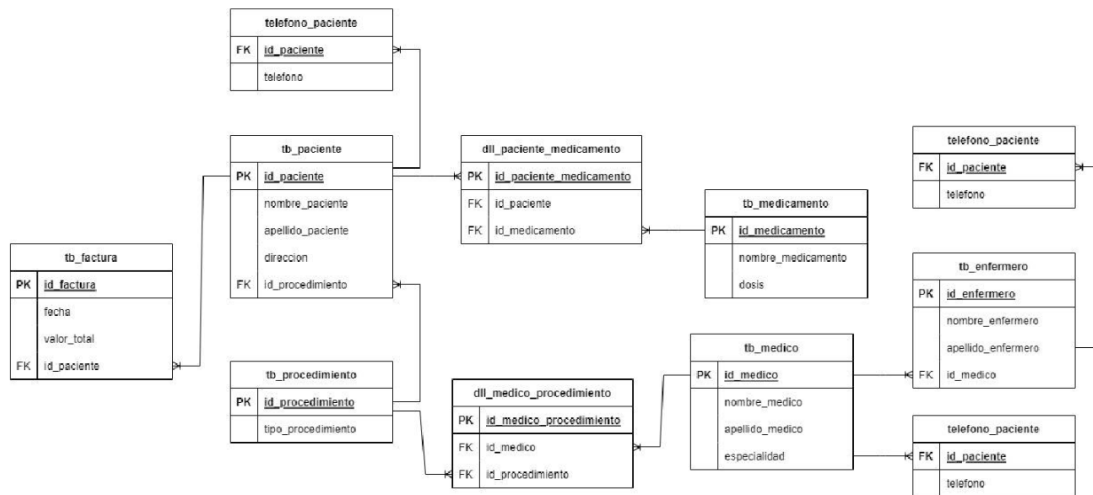 telefono_paciente
FK id_paciente
telefono
tb_paciente
PK id_paciente
nombre_paciente
apellido_paciente
direccion
FK id_procedimiento
dll_paciente_medicamento
PK id_paciente_medicamento
FK id_paciente
FK id_medicamento
tb_medicamento
PK id_medicamento
nombre_medicamento
dosis
telefono_paciente
FK id_paciente
telefono
tb_factura
PK id_factura
fecha
valor_total
FK id_paciente
tb_enfermero
PK id_enfermero
nombre_enfermero
apellido_enfermero
FK id_medico
tb_procedimiento
PK id_procedimiento
tipo_procedimiento
dll_medico_procedimiento
PK id_medico_procedimiento
FK id_medico
FK id_procedimiento
tb_medico
PK id_medico
nombre_medico
apellido_medico
especialidad
telefono_paciente
FK id_paciente
telefono